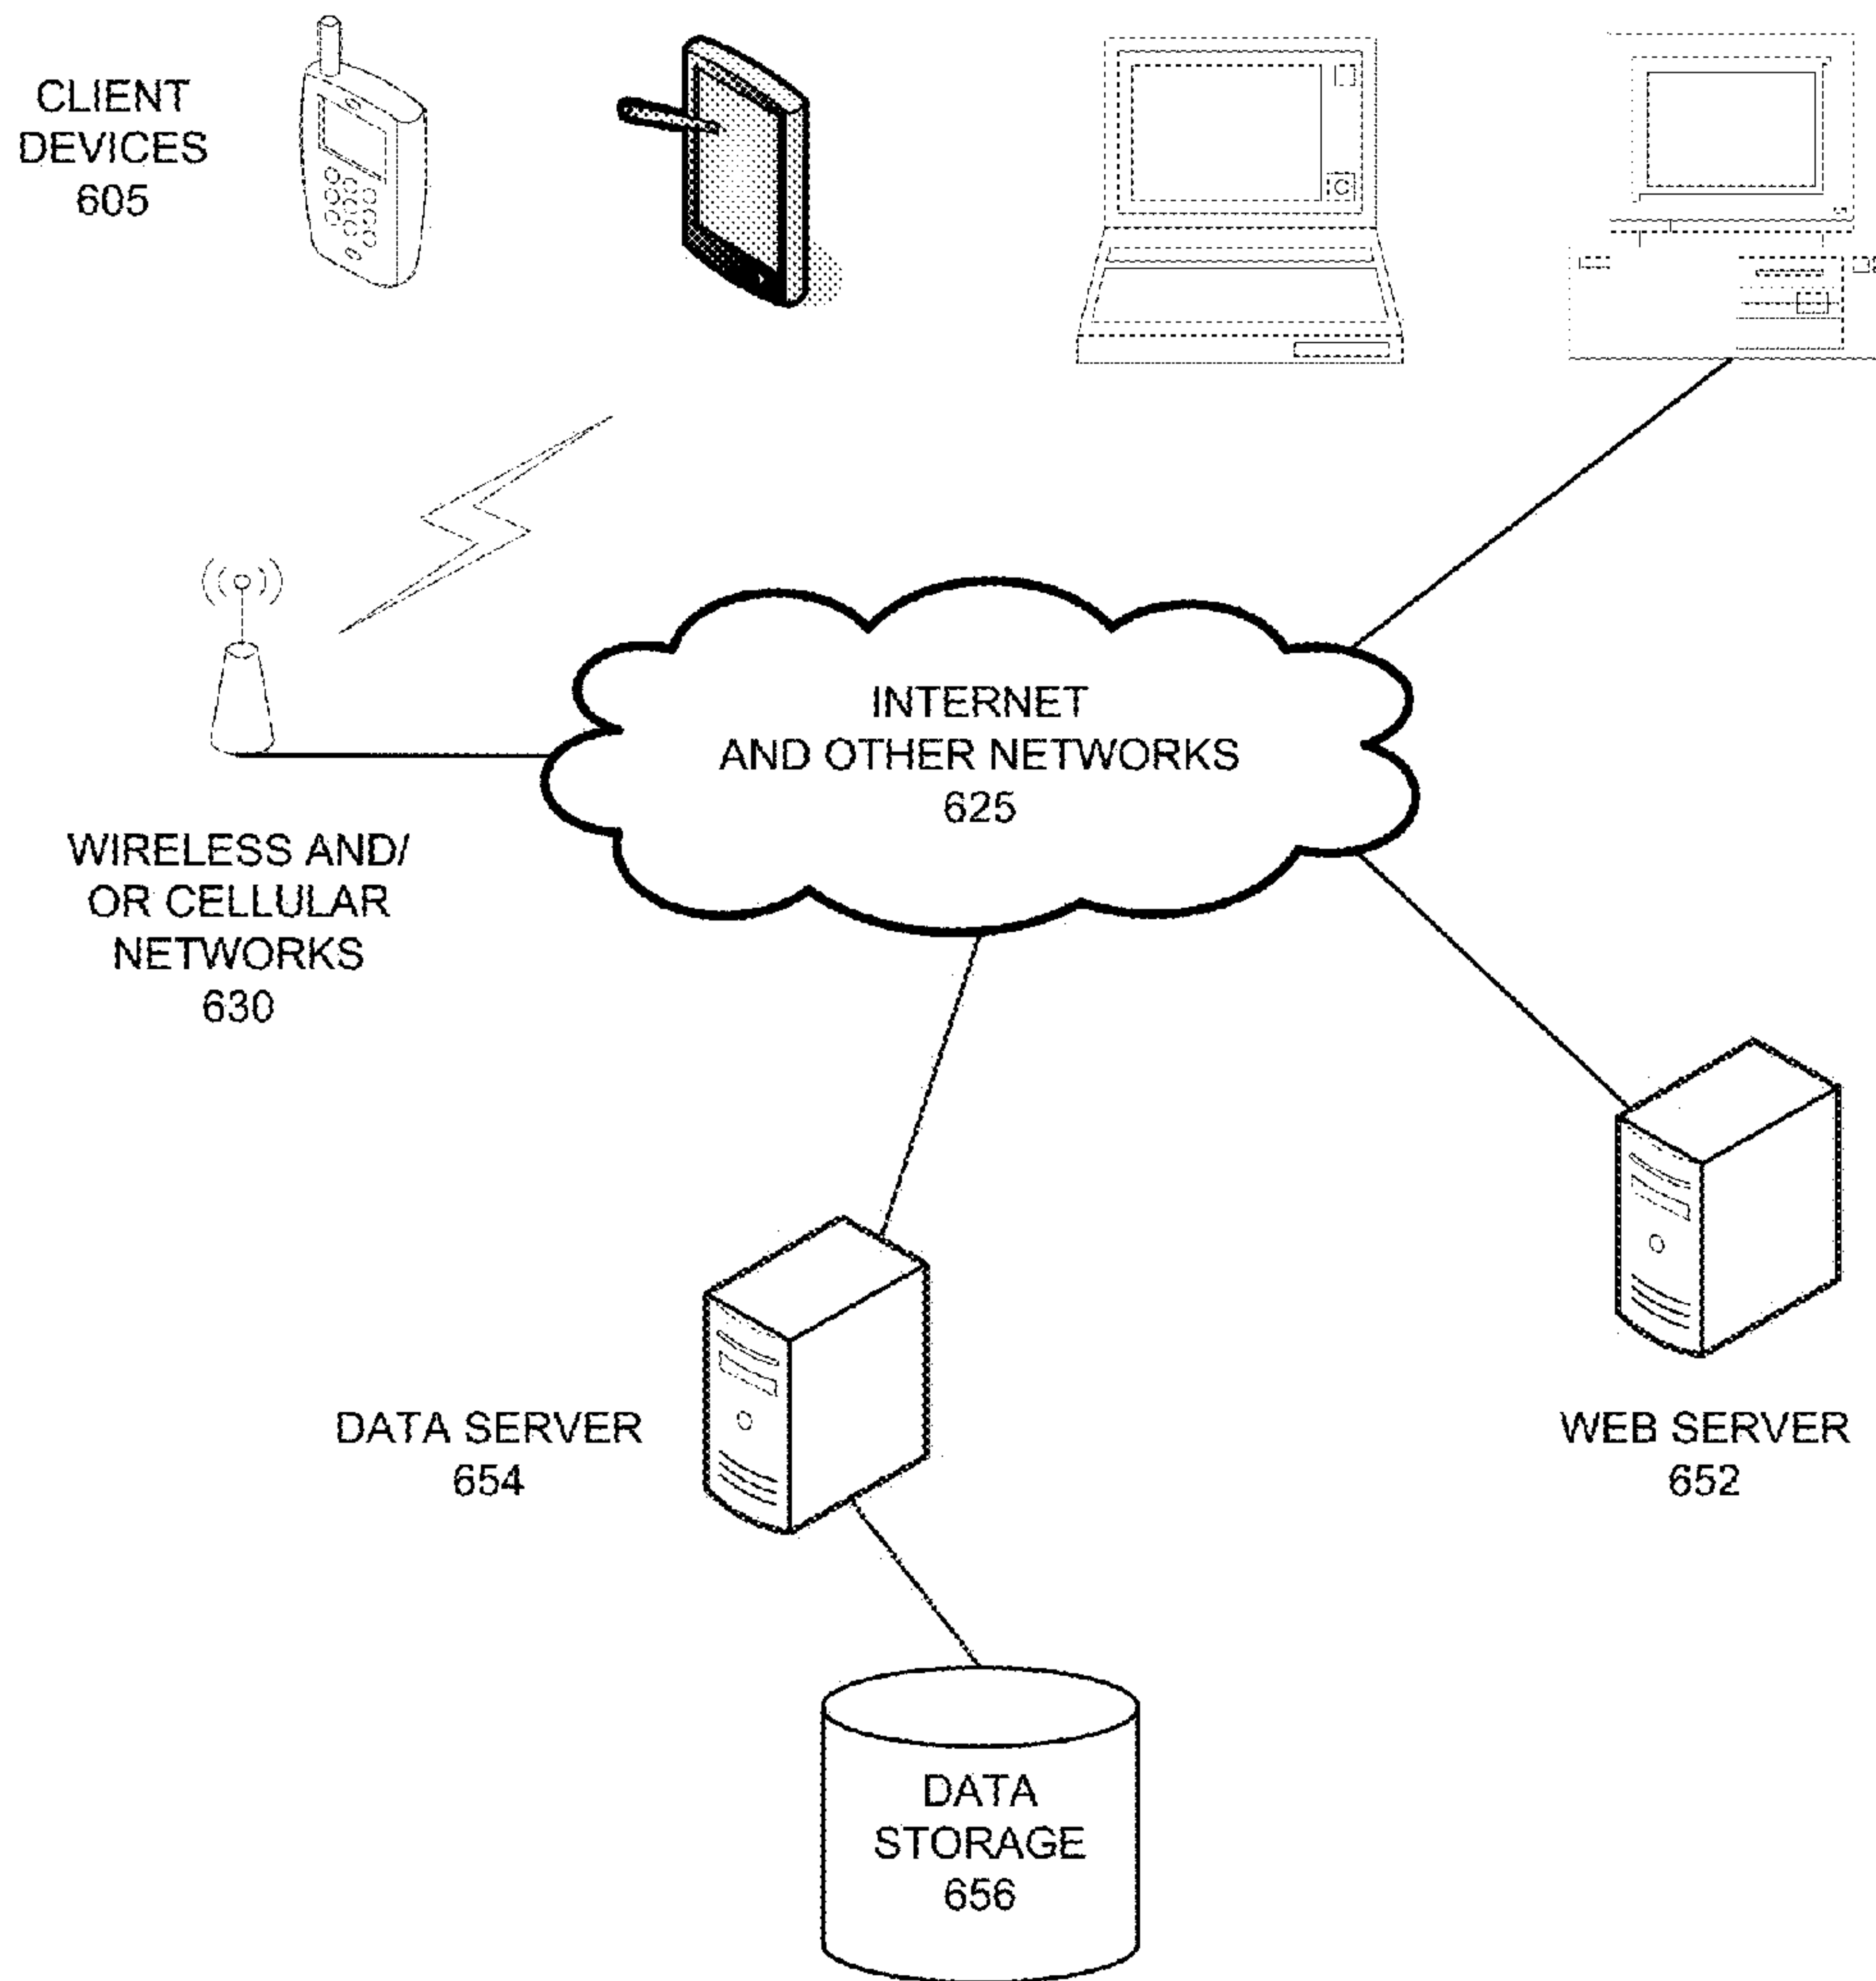 CLIENT
DEVICES
605
INTERNET
AND OTHER NETWORKS
625
WIRELESS AND/
OR CELLULAR
NETWORKS
630
DATA SERVER
654
WEB SERVER
652
DATA
STORAGE
656